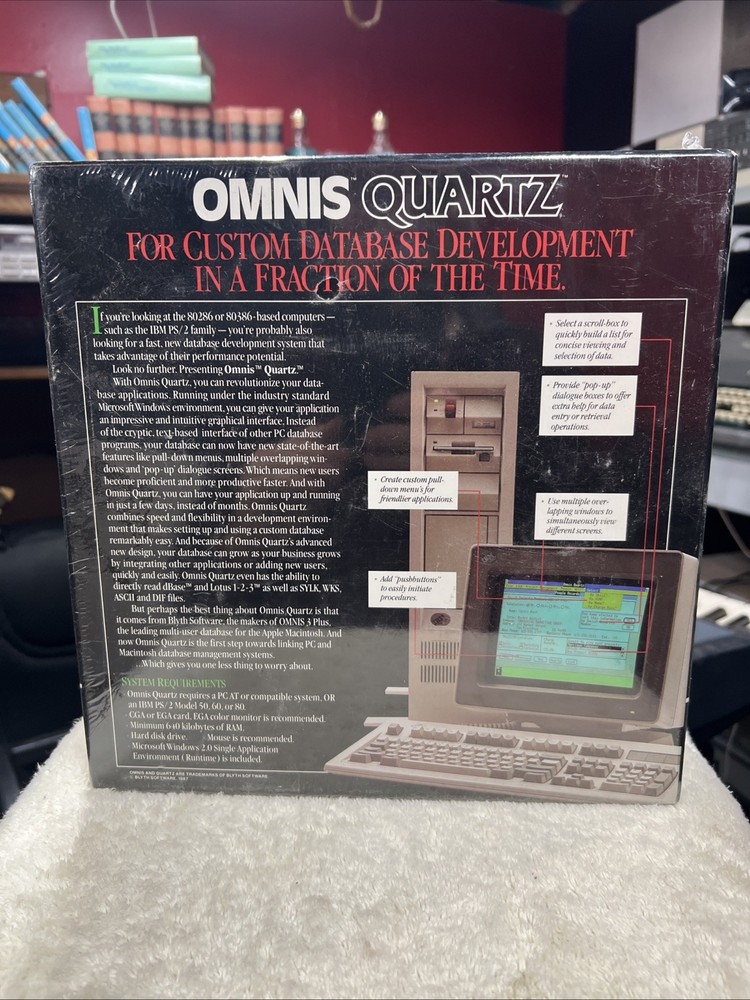 OMNIS™ QUARTZ™
FOR CUSTOM DATABASE DEVELOPMENT
IN A FRACTION OF THE TIME.
If you're looking at the 80286 or 80386-based computers —
such as the IBM PS/2 family — you're probably also
looking for a fast, new database development system that
takes advantage of their performance potential.
Look no further. Presenting Omnis™ Quartz.™
With Omnis Quartz, you can revolutionize your data-
base applications. Running under the industry standard
Microsoft Windows environment, you can give your application
an impressive and intuitive graphical interface. Instead
of the cryptic, text-based interface of other PC database
programs, your database can now have state-of-the-art
features like pull-down menus, multiple overlapping win-
dows and "pop-up" dialogue screens. Which means new users
become proficient and more productive faster. And with
Omnis Quartz, you can have your application up and running
in just a few days, instead of months. Omnis Quartz
combines speed and flexibility in a development environ-
ment that makes setting up and using a custom database
remarkably easy. And because of Omnis Quartz's advanced
new design, your database can grow as your business grows
by integrating other applications or adding new users,
quickly and easily. Omnis Quartz even has the ability to
directly read dBase™ and Lotus 1-2-3™ as well as SYLK, WKS,
ASCII and DIF files.
But perhaps the best thing about Omnis Quartz is that
it comes from Blyth Software, the makers of OMNIS 3 Plus,
the leading multi-user database for the Apple Macintosh. And
now Omnis Quartz is the first step towards linking PC and
Macintosh database management systems.
...Which gives you one less thing to worry about.
SYSTEM REQUIREMENTS
· Omnis Quartz requires a PC AT or compatible system, OR
an IBM PS/2 Model 50, 60, or 80.
· CGA or EGA card. EGA color monitor is recommended.
· Minimum 640 kilobytes of RAM.
· Hard disk drive. · Mouse is recommended.
· Microsoft Windows 2.0 Single Application
Environment (Runtime) is included.
OMNIS AND QUARTZ ARE TRADEMARKS OF BLYTH SOFTWARE
© BLYTH SOFTWARE 1987
• Select a scroll-box to
quickly build a list for
concise viewing and
selection of data.
• Provide "pop-up"
dialogue boxes to offer
extra help for data
entry or retrieval
operations.
• Create custom pull-
down menu's for
friendlier applications.
• Use multiple over-
lapping windows to
simultaneously view
different screens.
• Add "pushbuttons"
to easily initiate
procedures.